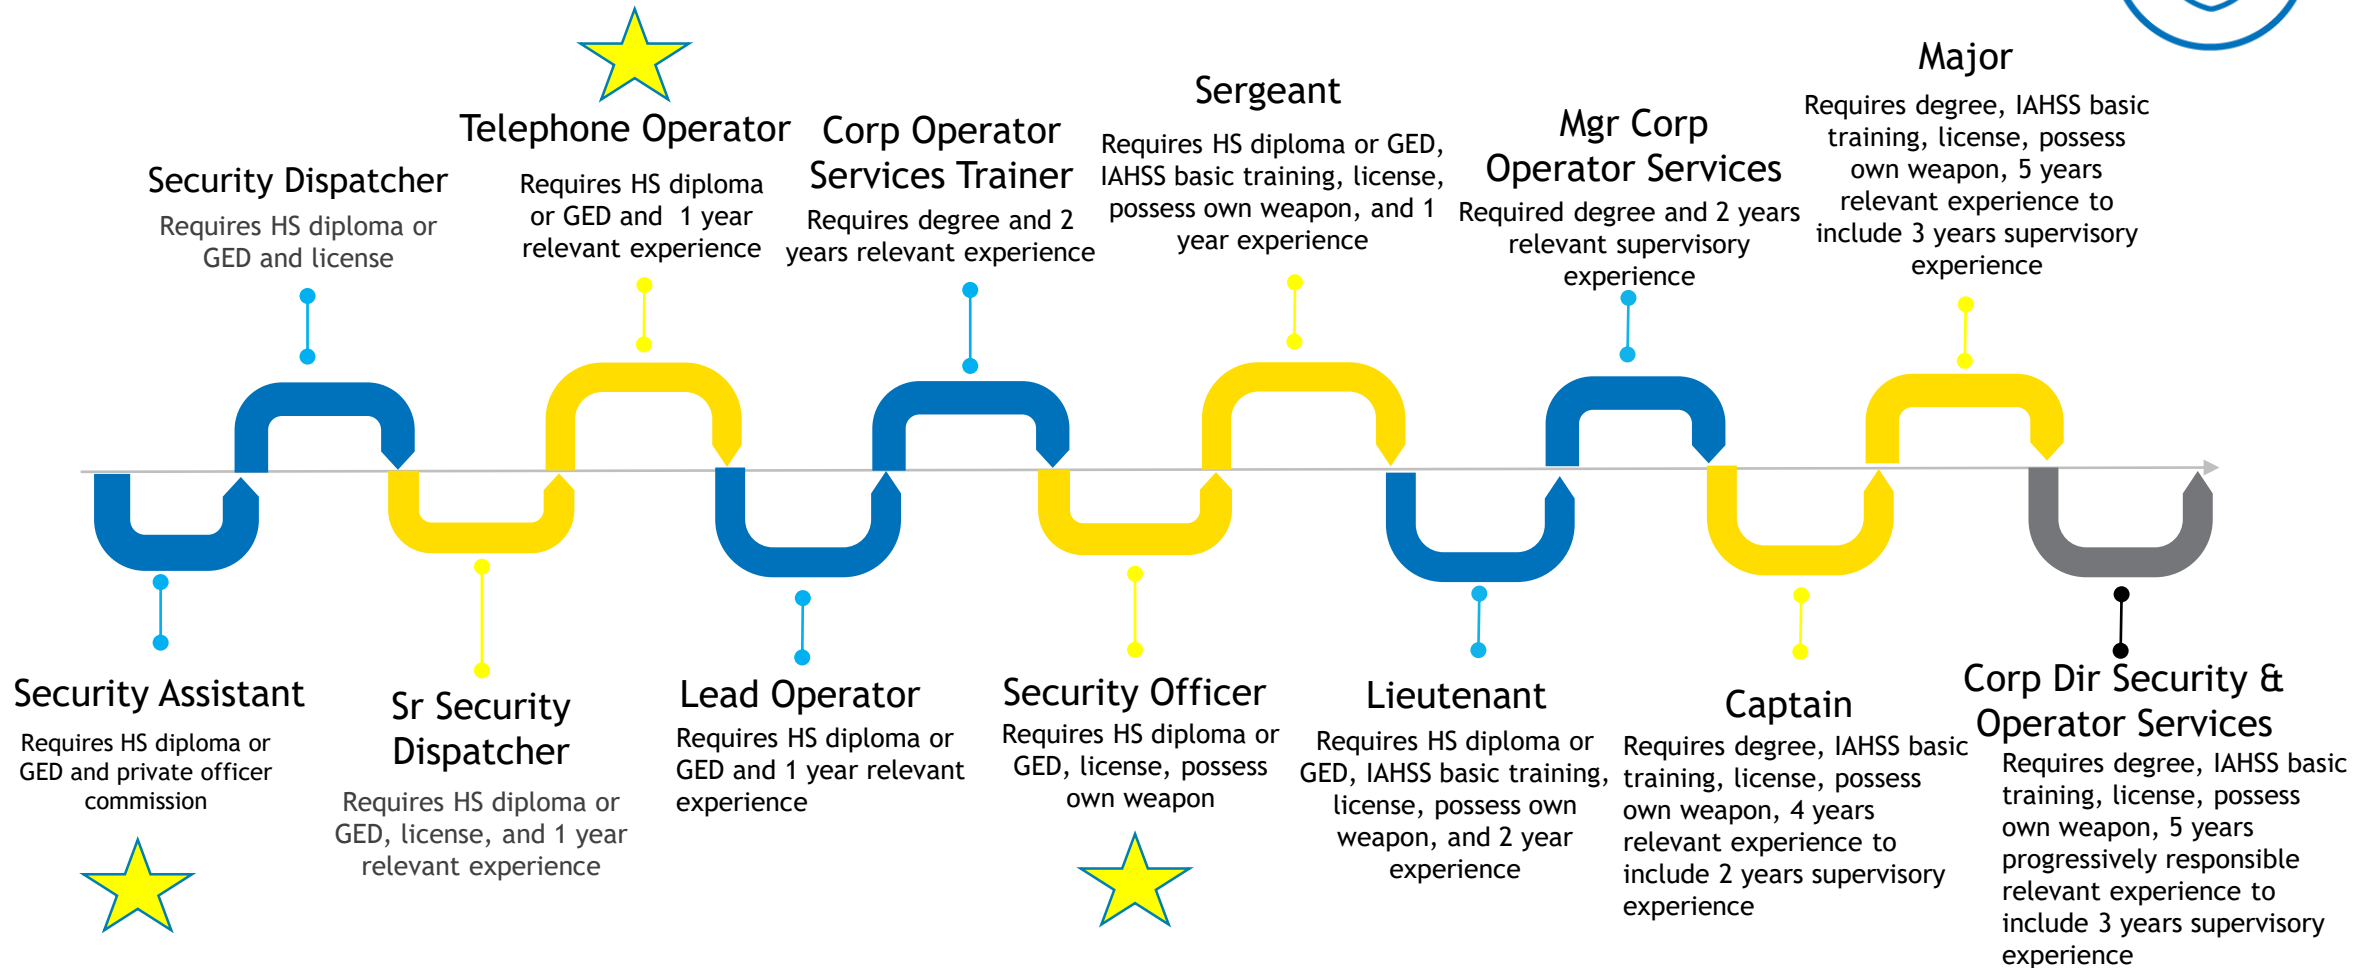 Security Assistant
Requires HS diploma or
GED and private officer
commission
Security Dispatcher
Requires HS diploma or
GED and license
Sr Security
Dispatcher
Requires HS diploma or
GED, license, and 1 year
relevant experience
Telephone Operator
Requires HS diploma
or GED and  1 year
relevant experience
Lead Operator
Requires HS diploma or
GED and 1 year relevant
experience
Corp Operator
Services Trainer
Requires degree and 2
years relevant experience
Security Officer
Requires HS diploma or
GED, license, possess
own weapon
Sergeant
Requires HS diploma or GED,
IAHSS basic training, license,
possess own weapon, and 1
year experience
Lieutenant
Requires HS diploma or
GED, IAHSS basic training,
license, possess own
weapon, and 2 year
experience
Mgr Corp
Operator Services
Required degree and 2 years
relevant supervisory
experience
Captain
Requires degree, IAHSS basic
training, license, possess
own weapon, 4 years
relevant experience to
include 2 years supervisory
experience
Major
Requires degree, IAHSS basic
training, license, possess
own weapon, 5 years
relevant experience to
include 3 years supervisory
experience
Corp Dir Security &
Operator Services
Requires degree, IAHSS basic
training, license, possess
own weapon, 5 years
progressively responsible
relevant experience to
include 3 years supervisory
experience